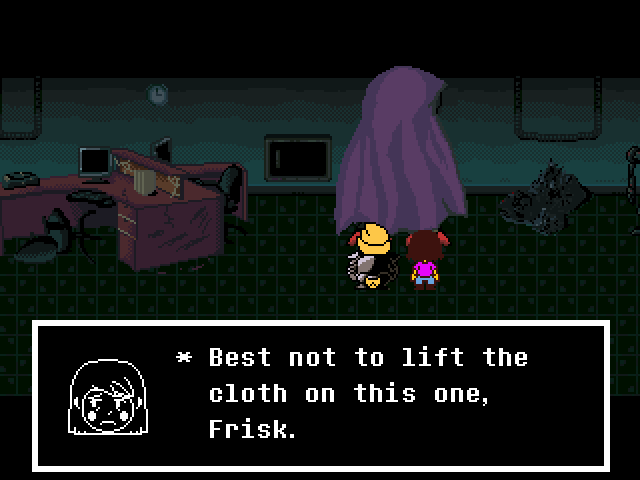 * Best not to lift the
cloth on this one,
Frisk.